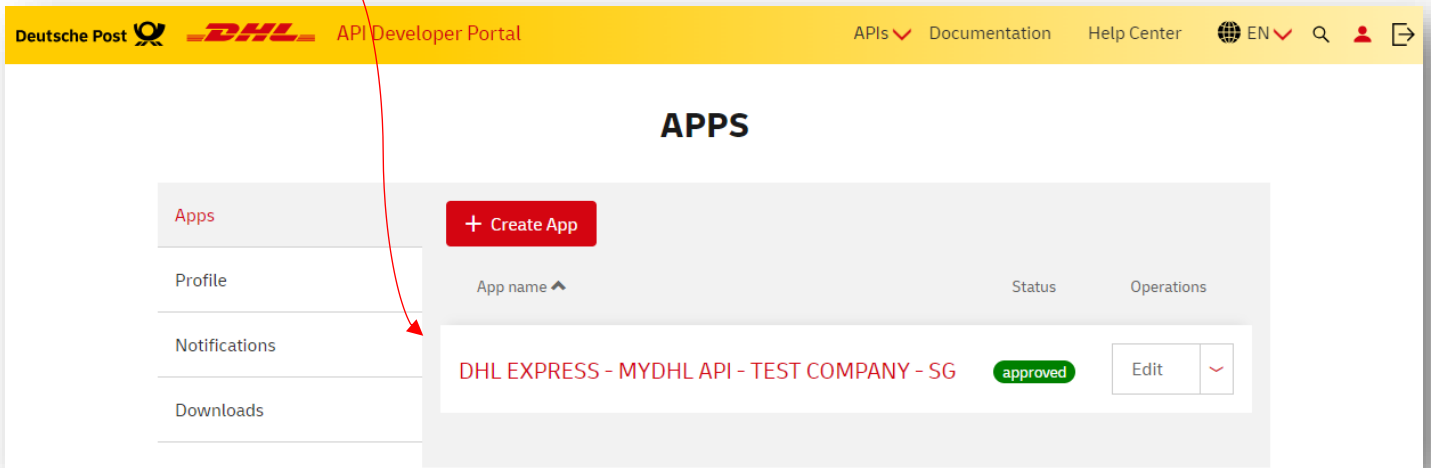 Deutsche Post DHL API Developer Portal APIs Documentation Help Center EN
APPS
Apps
+ Create App
Profile
App name Status Operations
Notifications
DHL EXPRESS - MYDHL API - TEST COMPANY - SG approved Edit
Downloads